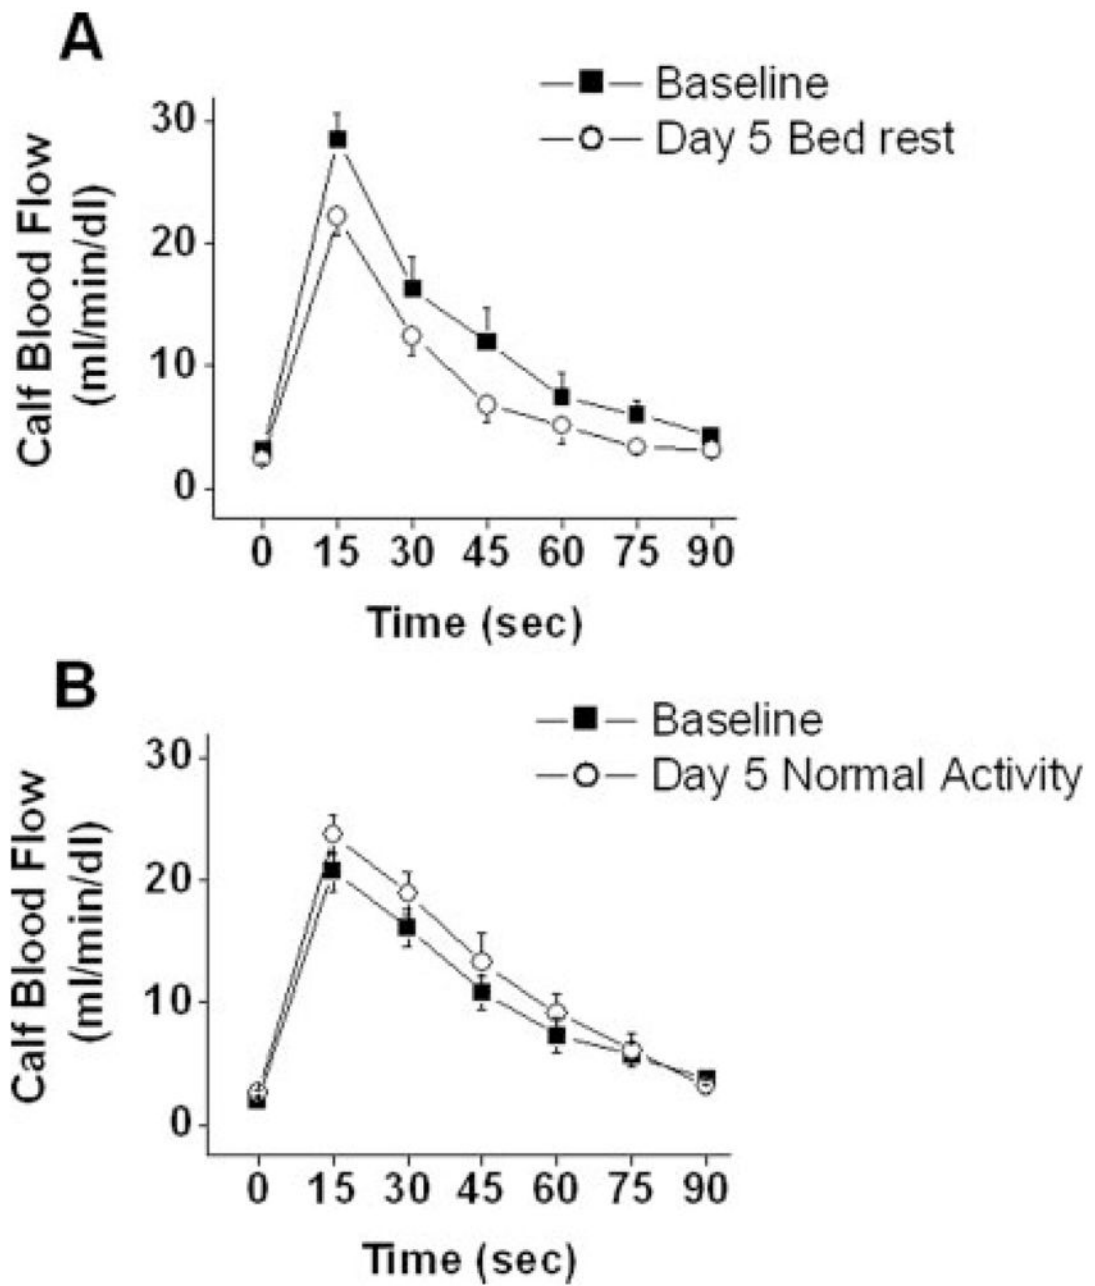 A
Baseline
Day 5 Bed rest
Calf Blood Flow
(ml/min/dl)
30
20
10
0
0 15 30 45 60 75 90
Time (sec)
B
Baseline
Day 5 Normal Activity
Calf Blood Flow
(ml/min/dl)
30
20
10
0
0 15 30 45 60 75 90
Time (sec)